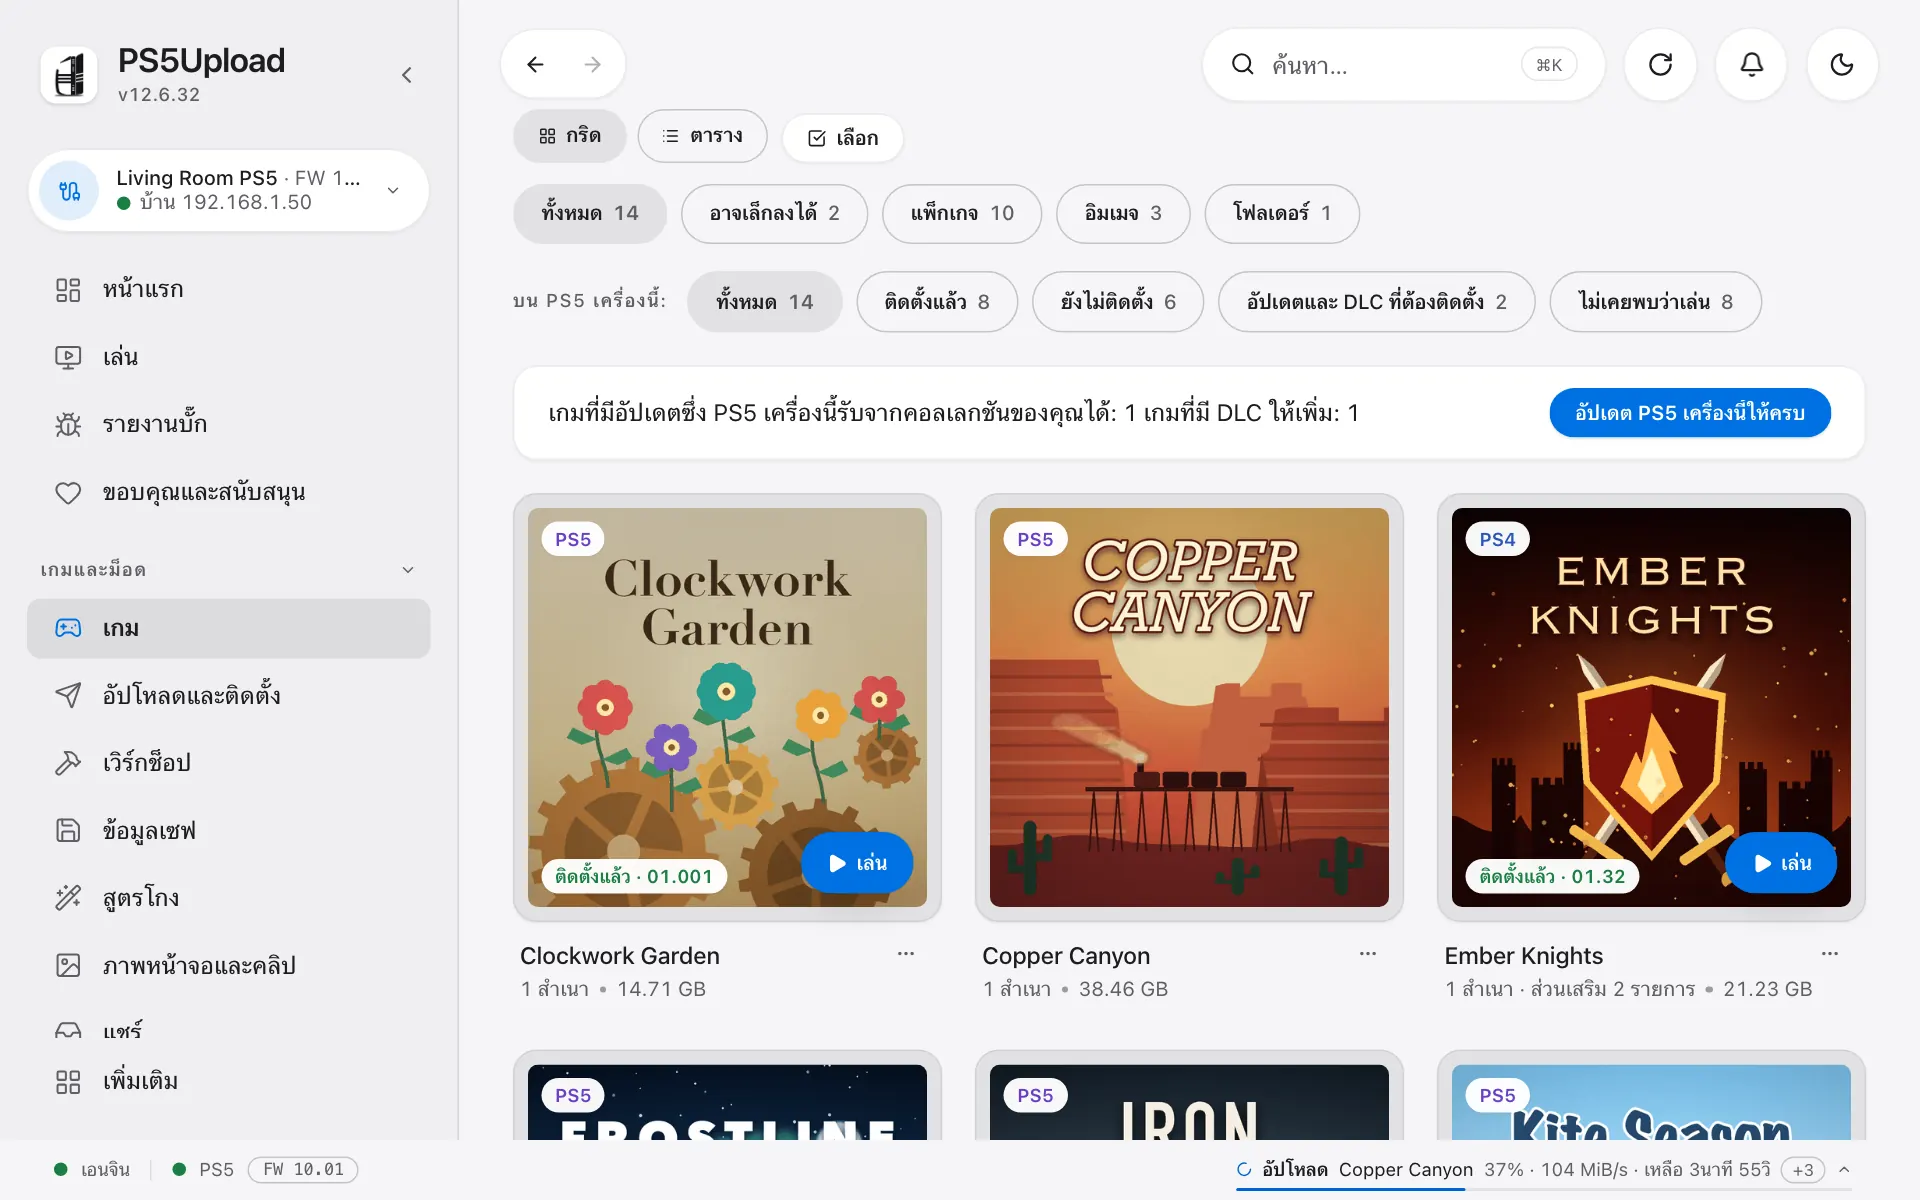 PS5Upload
v12.6.32
Living Room PS5 · FW 1...
บ้าน 192.168.1.50
หน้าแรก
เล่น
รายงานบั๊ก
ขอบคุณและสนับสนุน
เกมและม็อด
เกม
อัปโหลดและติดตั้ง
เวิร์กช็อป
ข้อมูลเซฟ
สูตรโกง
ภาพหน้าจอและคลิป
แชร์
เพิ่มเติม
ค้นหา...
⌘K
กริด
ตาราง
เลือก
ทั้งหมด 14
อาจเล็กลงได้ 2
แพ็กเกจ 10
อิมเมจ 3
โฟลเดอร์ 1
บน PS5 เครื่องนี้:
ทั้งหมด 14
ติดตั้งแล้ว 8
ยังไม่ติดตั้ง 6
อัปเดตและ DLC ที่ต้องติดตั้ง 2
ไม่เคยพบว่าเล่น 8
เกมที่มีอัปเดตซึ่ง PS5 เครื่องนี้รับจากคอลเลกชันของคุณได้: 1 เกมที่มี DLC ให้เพิ่ม: 1
อัปเดต PS5 เครื่องนี้ให้ครบ
PS5
Clockwork
Garden
ติดตั้งแล้ว · 01.001
เล่น
Clockwork Garden
1 สำเนา • 14.71 GB
PS5
COPPER
CANYON
Copper Canyon
1 สำเนา • 38.46 GB
PS4
EMBER
KNIGHTS
ติดตั้งแล้ว · 01.32
เล่น
Ember Knights
1 สำเนา · ส่วนเสริม 2 รายการ • 21.23 GB
PS5
FROSTLINE
PS5
IRON
PS5
Kite Season
เอนจิน
PS5
FW 10.01
อัปโหลด Copper Canyon 37% · 104 MiB/s · เหลือ 3นาที 55วิ +3